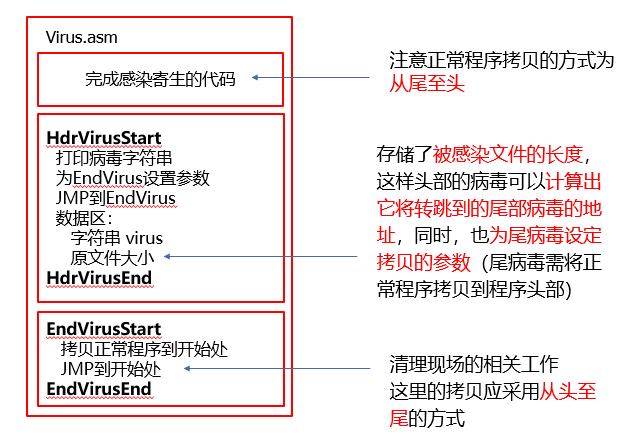 Virus.asm
完成感染寄生的代码
HdrVirusStart
打印病毒字符串
为EndVirus设置参数
JMP到EndVirus
数据区：
字符串 virus
原文件大小
HdrVirusEnd
EndVirusStart
拷贝正常程序到开始处
JMP到开始处
EndVirusEnd
注意正常程序拷贝的方式为
从尾至头
存储了被感染文件的长度，
这样头部的病毒可以计算出
它将转跳到的尾部病毒的地
址，同时，也为尾病毒设定
拷贝的参数（尾病毒需将正
常程序拷贝到程序头部）
清理现场的相关工作
这里的拷贝应采用从头至
尾的方式